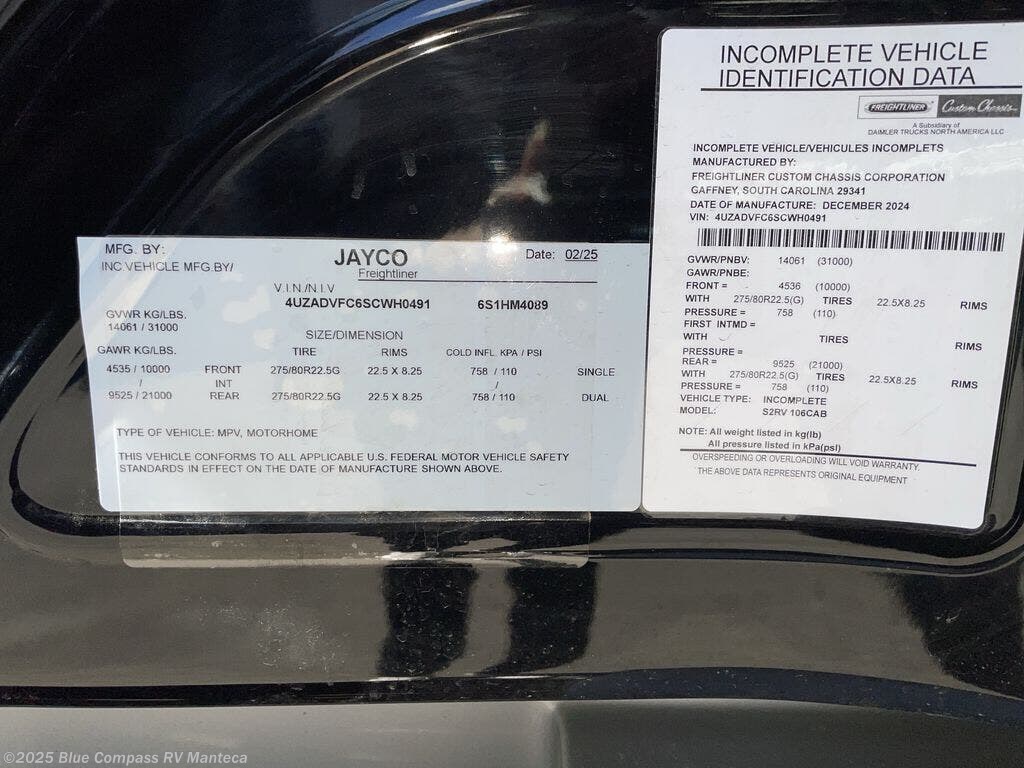 MFG. BY: JAYCO Date: 02/25
INC VEHICLE MFG.BY/ Freightliner
V.I.N./N.I.V
4UZADVFC6SCWH0491 6S1HM4089
GVWR KG/LBS.
14061 / 31000
SIZE/DIMENSION
GAWR KG/LBS. TIRE RIMS COLD INFL. KPA / PSI
4535 / 10000 FRONT 275/80R22.5G 22.5 X 8.25 758 / 110 SINGLE
/ INT /
9525 / 21000 REAR 275/80R22.5G 22.5 X 8.25 758 / 110 DUAL
TYPE OF VEHICLE: MPV, MOTORHOME
THIS VEHICLE CONFORMS TO ALL APPLICABLE U.S. FEDERAL MOTOR VEHICLE SAFETY
STANDARDS IN EFFECT ON THE DATE OF MANUFACTURE SHOWN ABOVE.
INCOMPLETE VEHICLE
IDENTIFICATION DATA
FREIGHTLINER Custom Chassis
A Subsidiary of
DAIMLER TRUCKS NORTH AMERICA LLC
INCOMPLETE VEHICLE/VEHICULES INCOMPLETS
MANUFACTURED BY:
FREIGHTLINER CUSTOM CHASSIS CORPORATION
GAFFNEY, SOUTH CAROLINA 29341
DATE OF MANUFACTURE: DECEMBER 2024
VIN: 4UZADVFC6SCWH0491
GVWR/PNBV: 14061 (31000)
GAWR/PNBE:
FRONT = 4536 (10000)
WITH 275/80R22.5(G) TIRES 22.5X8.25 RIMS
PRESSURE = 758 (110)
FIRST INTMD =
WITH TIRES RIMS
PRESSURE =
REAR = 9525 (21000)
WITH 275/80R22.5(G) TIRES 22.5X8.25 RIMS
PRESSURE = 758 (110)
VEHICLE TYPE: INCOMPLETE
MODEL: S2RV 106CAB
NOTE: All weight listed in kg(lb)
All pressure listed in kPa(psi)
OVERSPEEDING OR OVERLOADING WILL VOID WARRANTY.
THE ABOVE DATA REPRESENTS ORIGINAL EQUIPMENT
©2025 Blue Compass RV Manteca